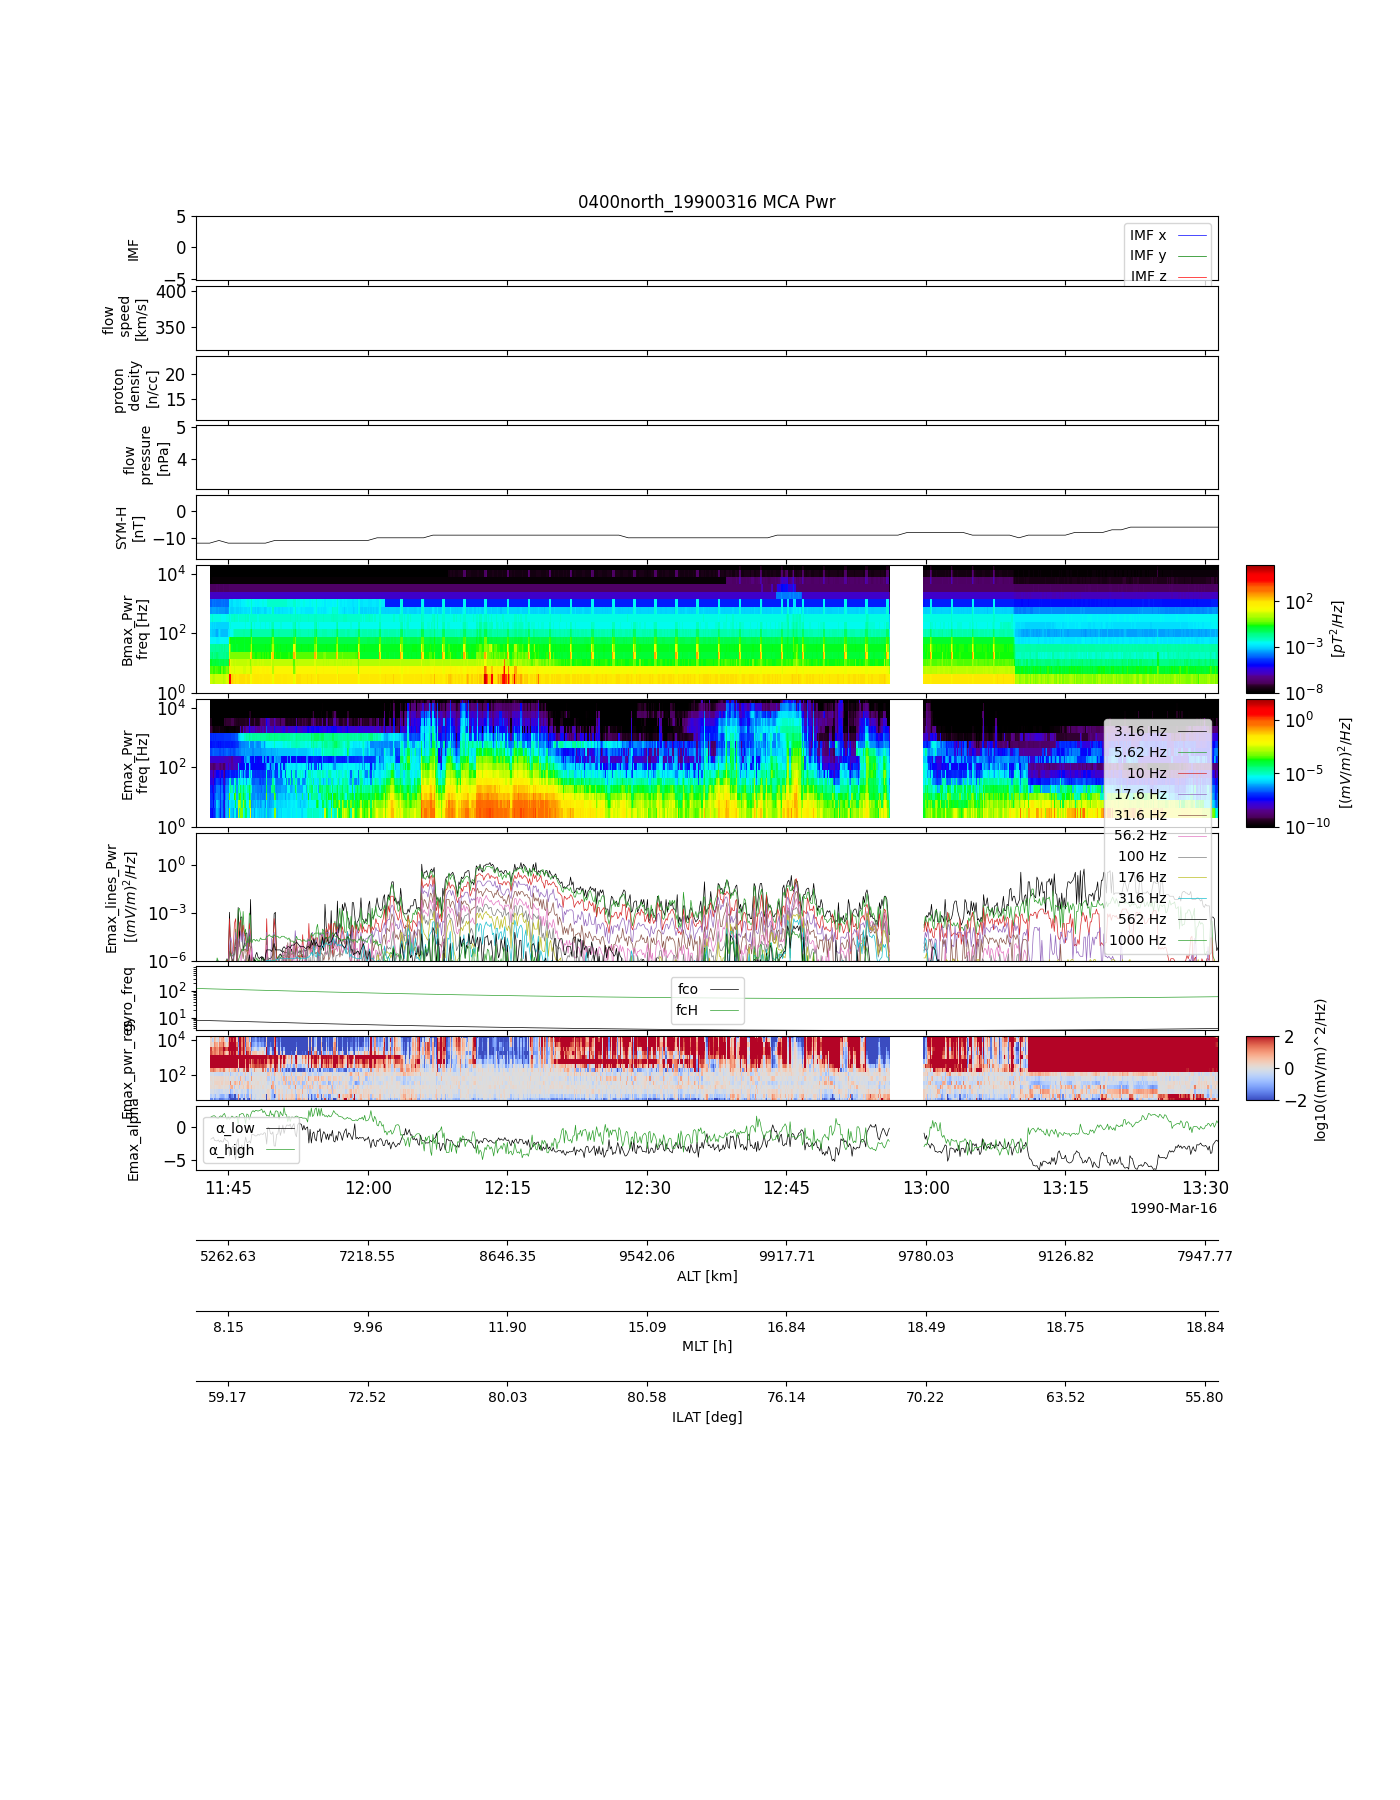 0400north_19900316 MCA Pwr
IMF
5
0
−5
IMF x
IMF y
IMF z
flow
speed
[km/s]
400
350
proton
density
[n/cc]
20
15
flow
pressure
[nPa]
5
4
SYM-H
[nT]
0
−10
Bmax_Pwr
freq [Hz]
10^4
10^2
10^0
10^2
10^−3
10^−8
[pT^2/Hz]
Emax_Pwr
freq [Hz]
10^4
10^2
10^0
10^0
10^−5
10^−10
[(mV/m)^2/Hz]
3.16 Hz
5.62 Hz
10 Hz
17.6 Hz
31.6 Hz
56.2 Hz
100 Hz
176 Hz
316 Hz
562 Hz
1000 Hz
Emax_lines_Pwr
[(mV/m)^2/Hz]
10^0
10^−3
10^−6
gyro_freq
10^2
10^1
fco
fcH
Emax_pwr_reg
10^4
10^2
2
0
−2
log10((mV/m)^2/Hz)
Emax_alpha
0
−5
α_low
α_high
11:45 12:00 12:15 12:30 12:45 13:00 13:15 13:30
1990-Mar-16
5262.63 7218.55 8646.35 9542.06 9917.71 9780.03 9126.82 7947.77
ALT [km]
8.15 9.96 11.90 15.09 16.84 18.49 18.75 18.84
MLT [h]
59.17 72.52 80.03 80.58 76.14 70.22 63.52 55.80
ILAT [deg]